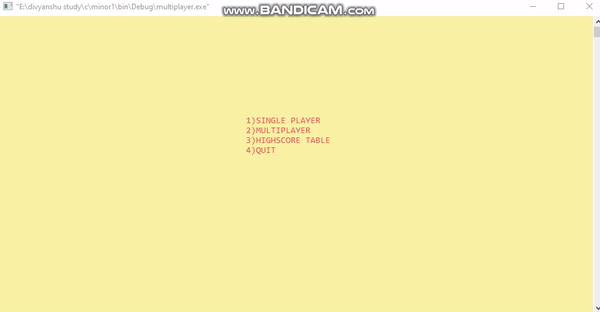 "E:\divyanshu study\c\minor1\bin\Debug\multiplayer.exe"
www.BANDICAM.com
1)SINGLE PLAYER
2)MULTIPLAYER
3)HIGHSCORE TABLE
4)QUIT